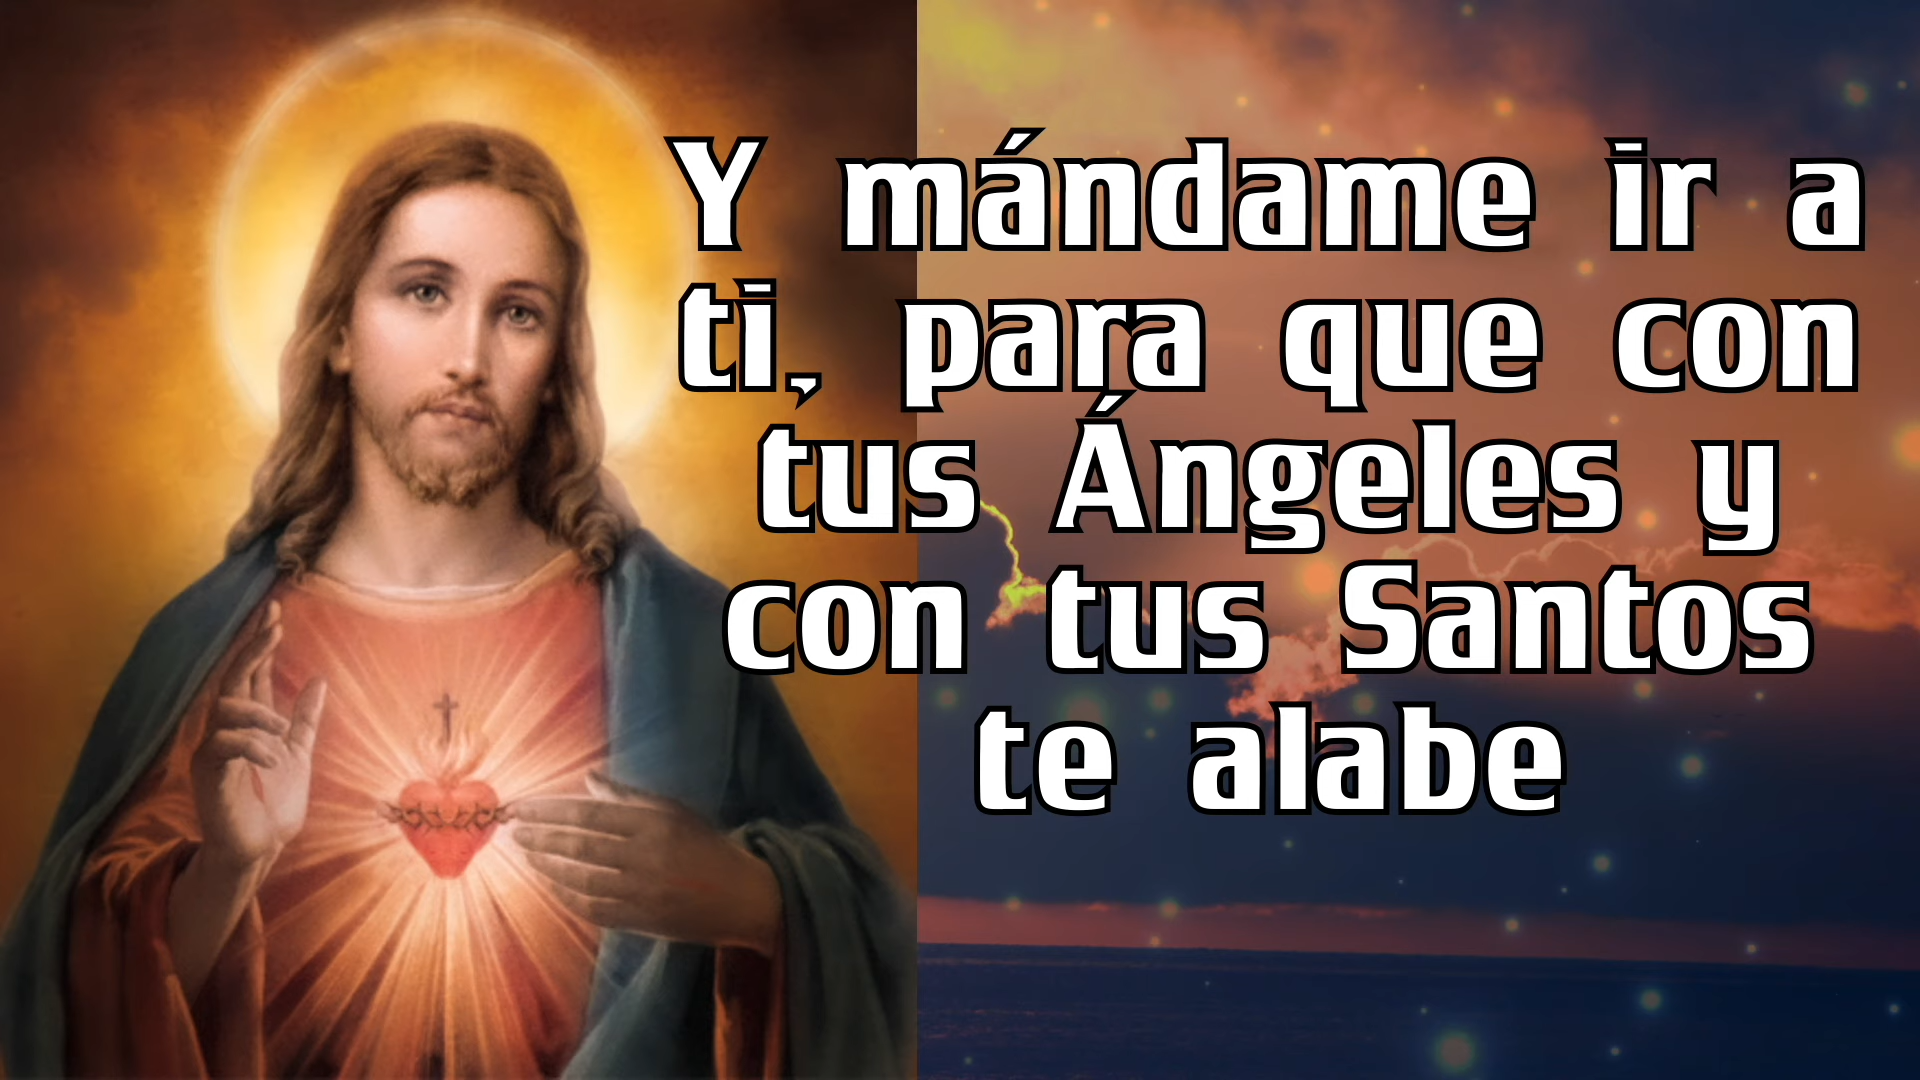 Y mándame ir a
ti, para que con
tus Ángeles y
con tus Santos
te alabe